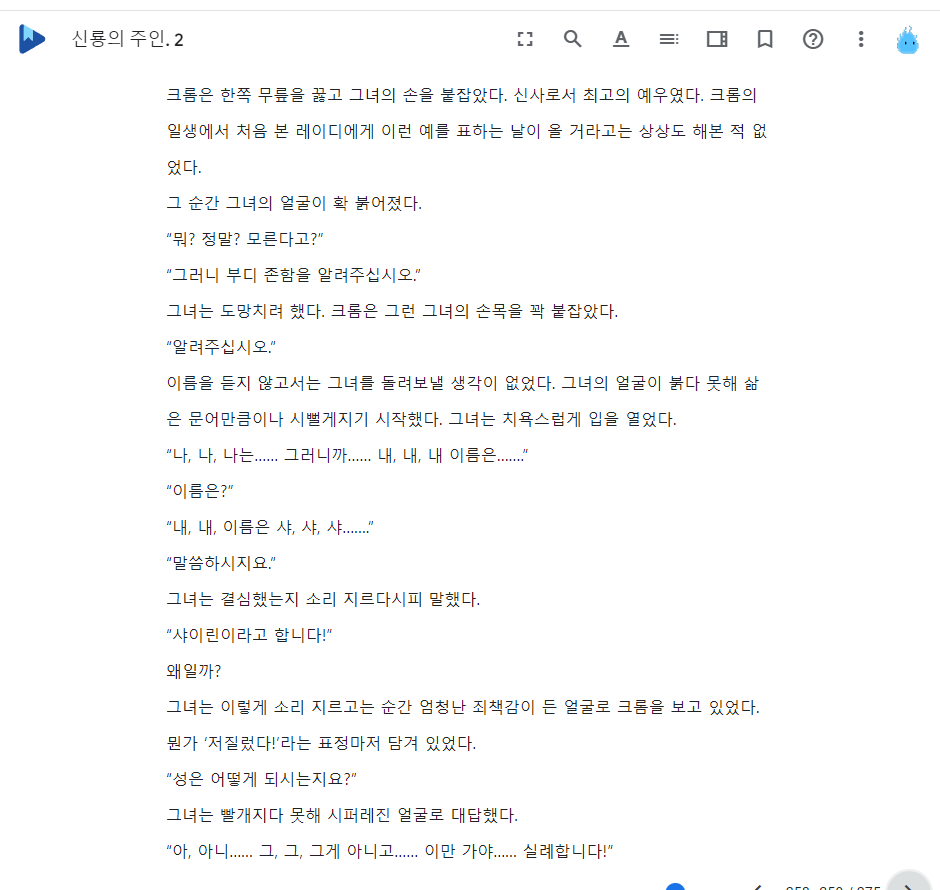 신룡의 주인. 2
크롬은 한쪽 무릎을 꿇고 그녀의 손을 붙잡았다. 신사로서 최고의 예우였다. 크롬의
일생에서 처음 본 레이디에게 이런 예를 표하는 날이 올 거라고는 상상도 해본 적 없
었다.
그 순간 그녀의 얼굴이 확 붉어졌다.
“뭐? 정말? 모른다고?”
“그러니 부디 존함을 알려주십시오.”
그녀는 도망치려 했다. 크롬은 그런 그녀의 손목을 꽉 붙잡았다.
“알려주십시오.”
이름을 듣지 않고서는 그녀를 돌려보낼 생각이 없었다. 그녀의 얼굴이 붉다 못해 삶
은 문어만큼이나 시뻘게지기 시작했다. 그녀는 치욕스럽게 입을 열었다.
“나, 나, 나는…… 그러니까…… 내, 내, 내 이름은…….”
“이름은?”
“내, 내, 이름은 샤, 샤, 샤…….”
“말씀하시지요.”
그녀는 결심했는지 소리 지르다시피 말했다.
“샤이린이라고 합니다!”
왜일까?
그녀는 이렇게 소리 지르고는 순간 엄청난 죄책감이 든 얼굴로 크롬을 보고 있었다.
뭔가 ‘저질렀다!’라는 표정마저 담겨 있었다.
“성은 어떻게 되시는지요?”
그녀는 빨개지다 못해 시퍼레진 얼굴로 대답했다.
“아, 아니…… 그, 그, 그게 아니고…… 이만 가야…… 실례합니다!”